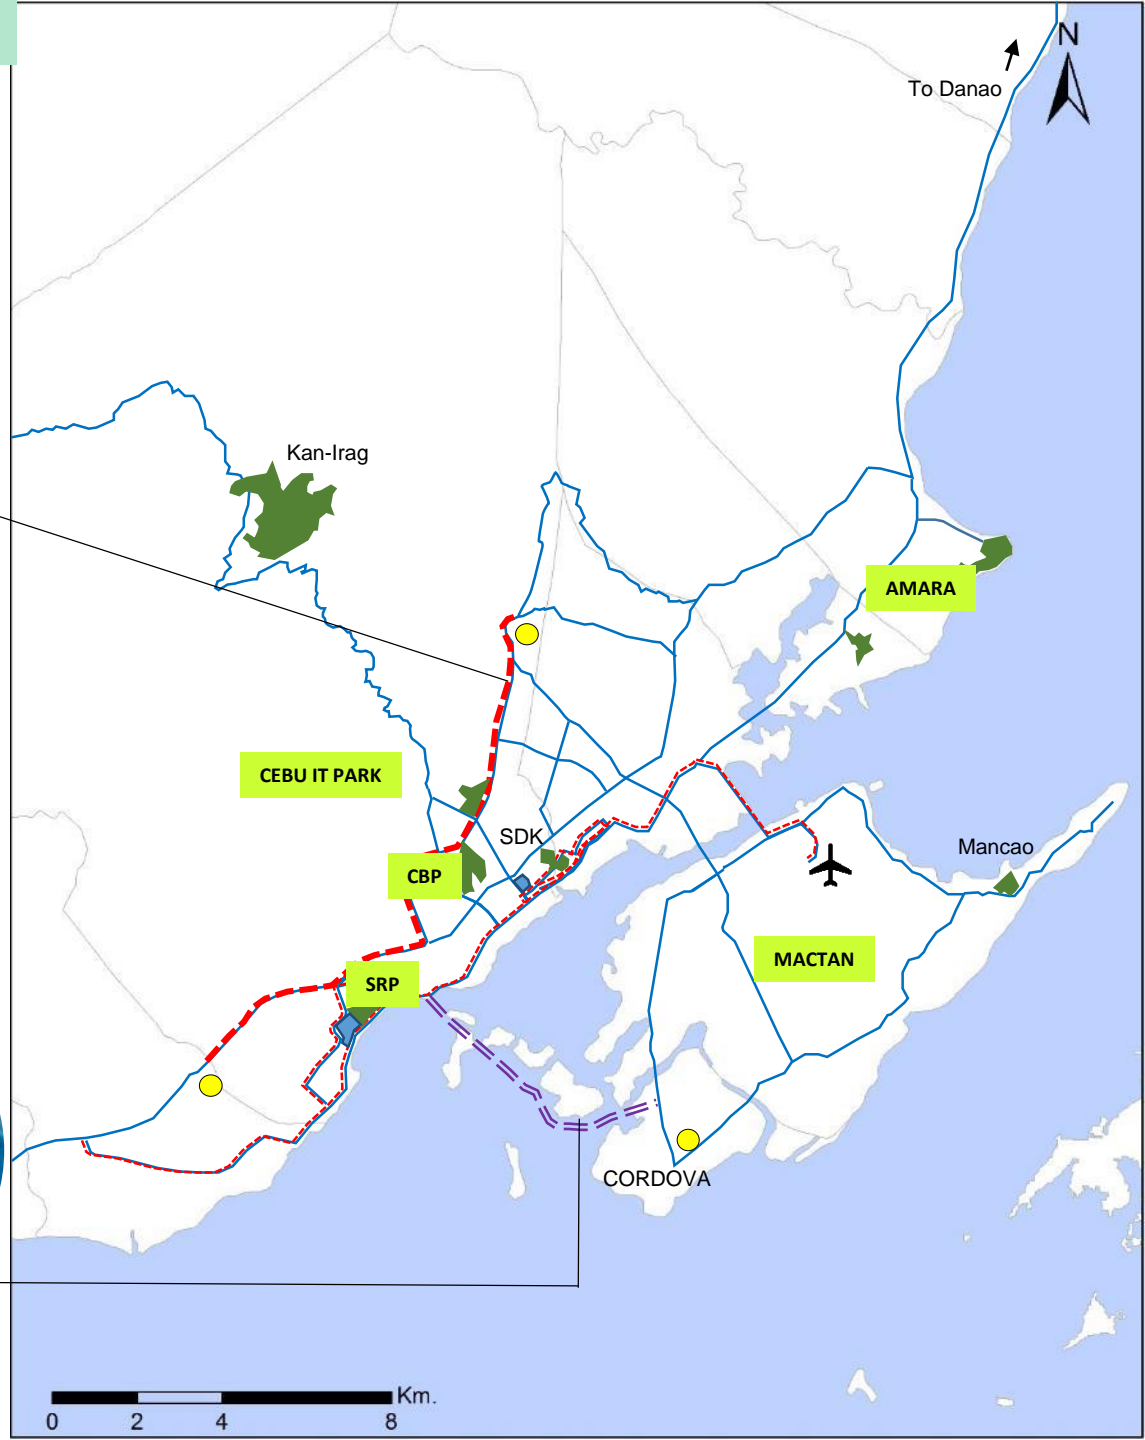 N
To Danao
Kan-Irag
AMARA
CEBU IT PARK
SDK
Mancao
CBP
MACTAN
SRP
CORDOVA
Km.
0 2 4 8